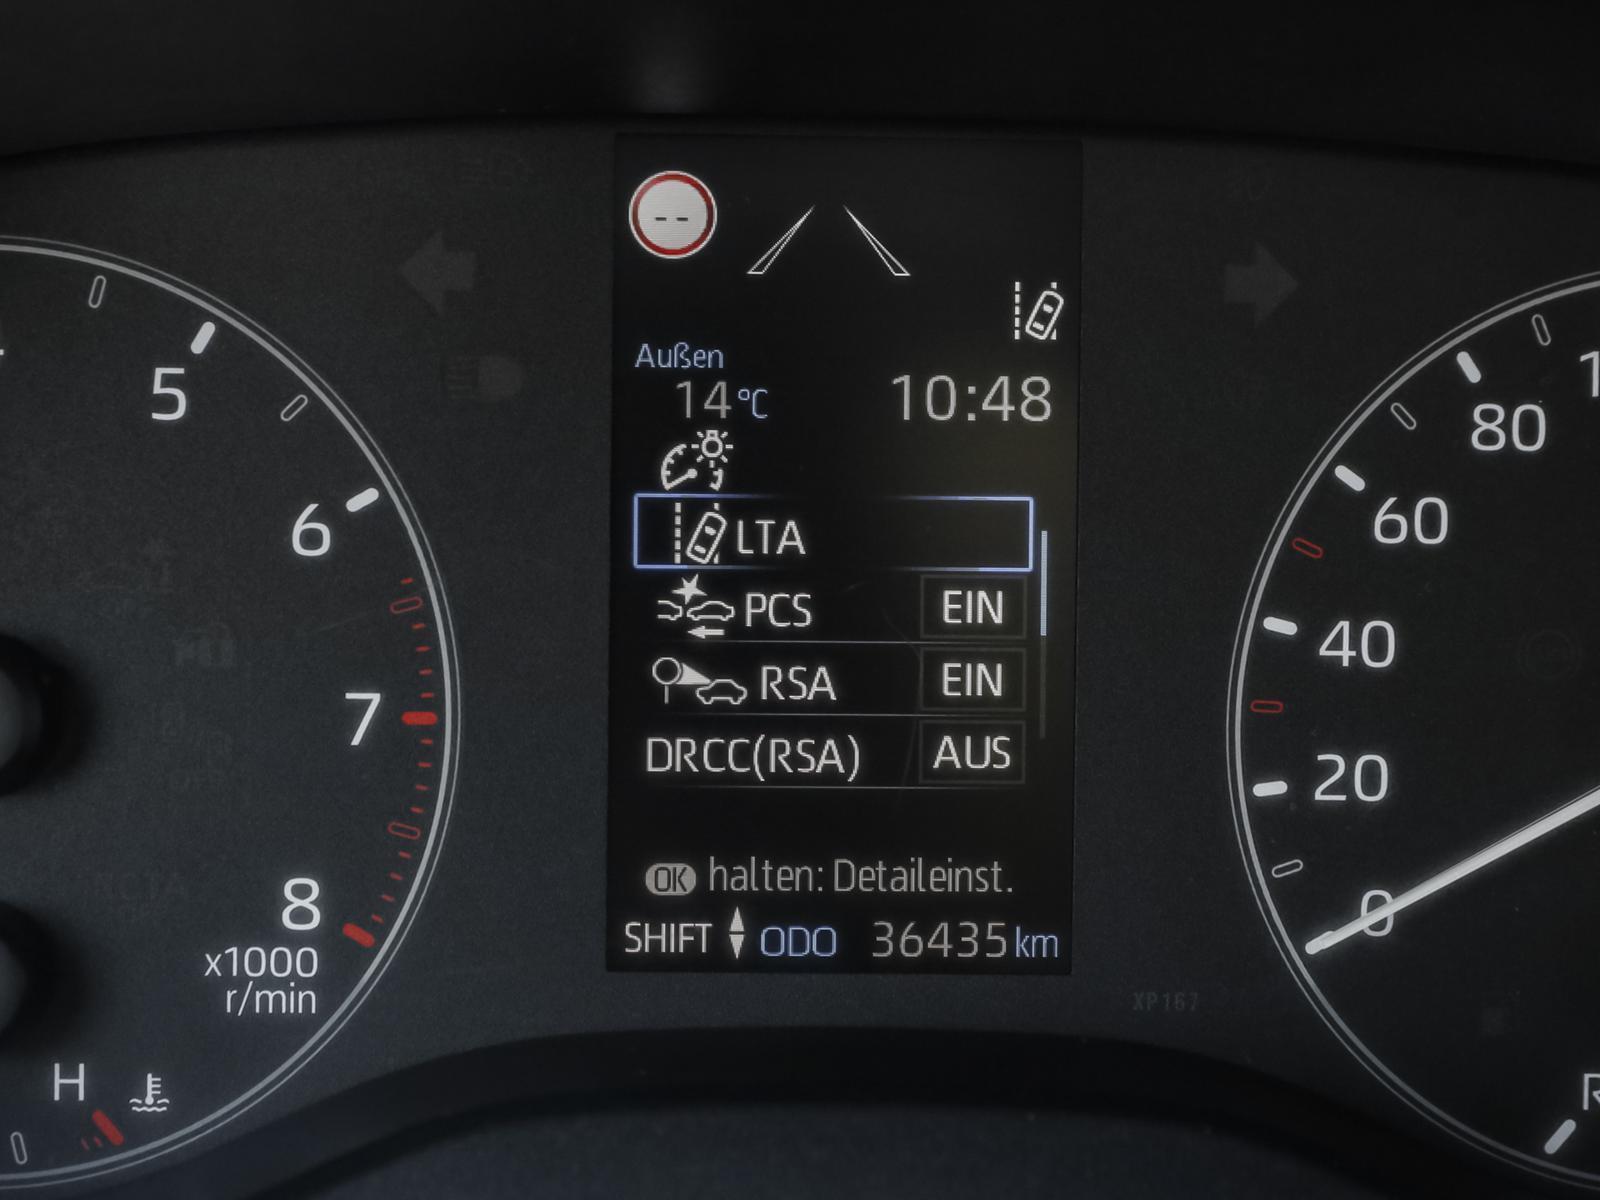 --
Außen
14°C 10:48
LTA
PCS EIN
RSA EIN
DRCC(RSA) AUS
OK halten: Detaileinst.
SHIFT ODO 36435 km
5
6
7
8
x1000
r/min
H
80
60
40
20
0
XP167